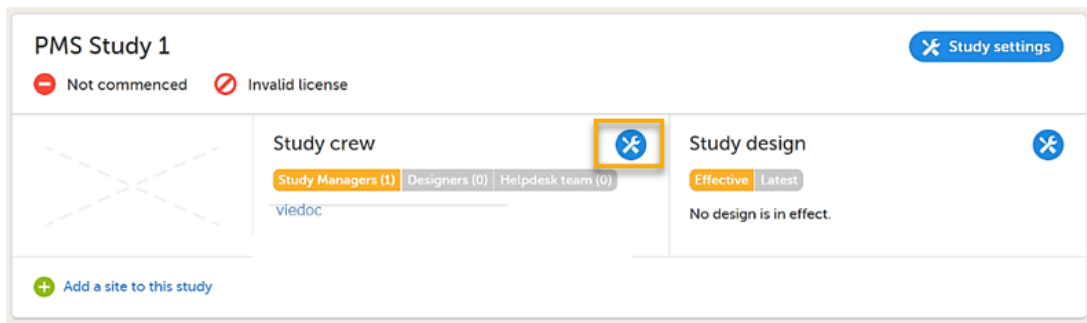 PMS Study 1
Study settings
Not commenced
Invalid license
Study crew
Study Managers (1) Designers (0) Helpdesk team (0)
viedoc
Study design
Effective Latest
No design is in effect.
Add a site to this study